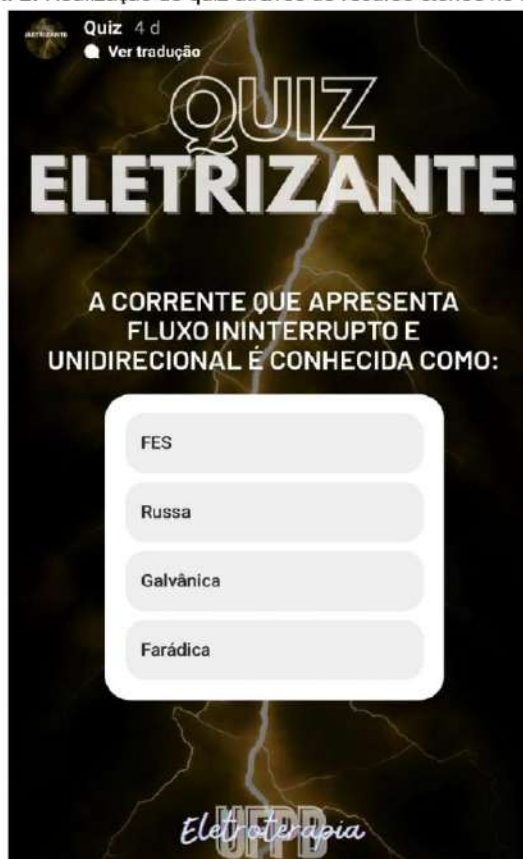 Quiz 4 d
Ver tradução
QUIZ
ELETRIZANTE
A CORRENTE QUE APRESENTA
FLUXO ININTERRUPTO E
UNIDIRECIONAL É CONHECIDA COMO:
FES
Russa
Galvânica
Farádica
UFPB
Eletroterapia